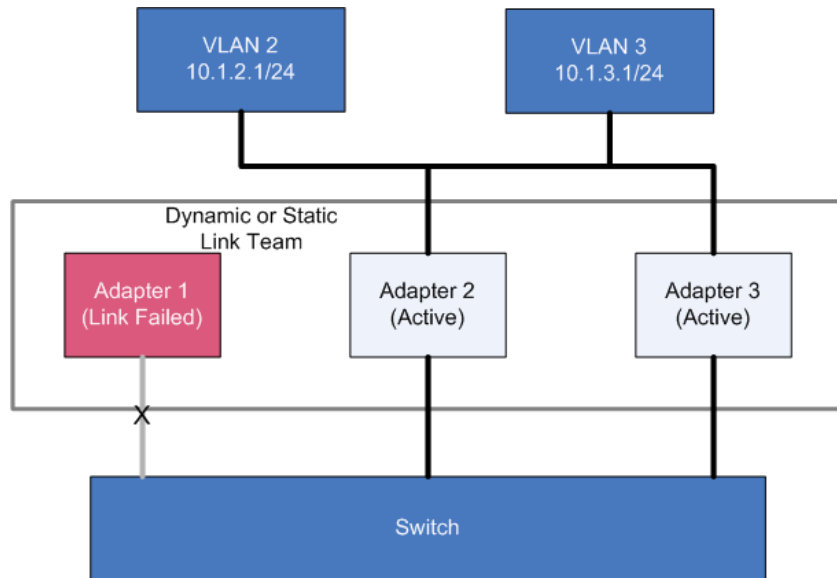 VLAN 2
10.1.2.1/24
VLAN 3
10.1.3.1/24
Dynamic or Static
Link Team
Adapter 1
(Link Failed)
Adapter 2
(Active)
Adapter 3
(Active)
X
Switch